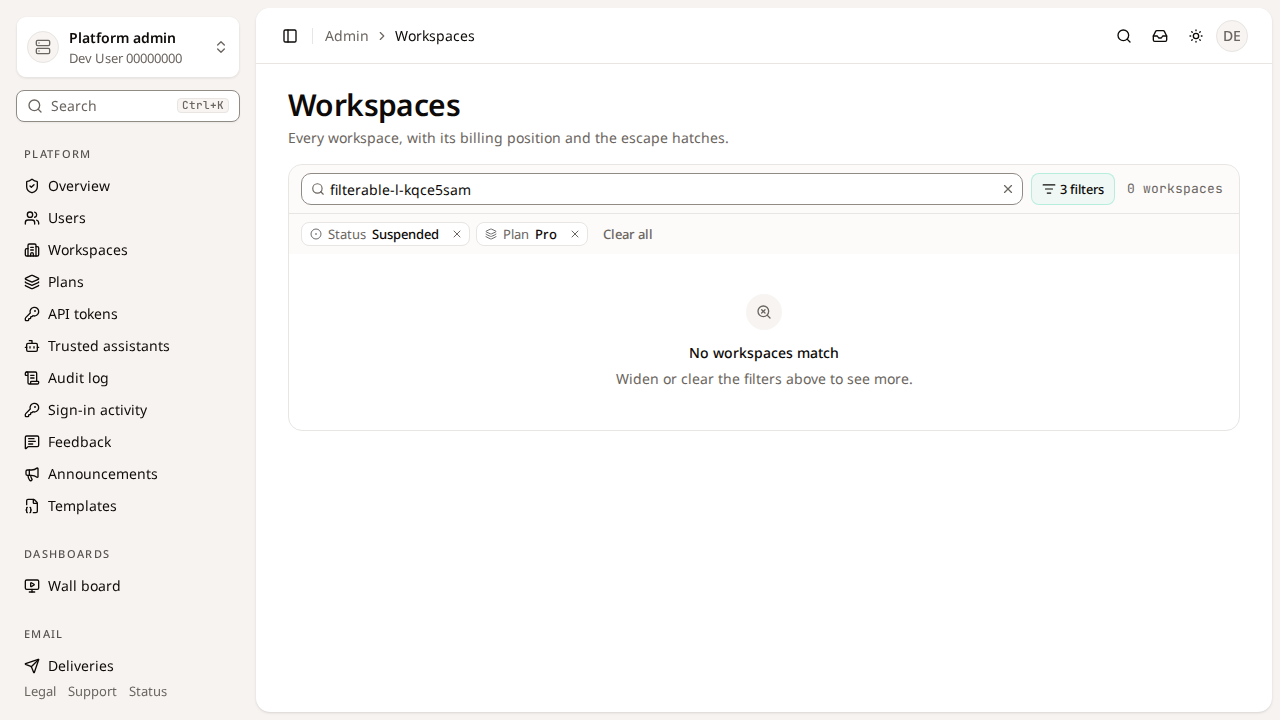 Platform admin
Dev User 00000000
Search
Ctrl+K
PLATFORM
Overview
Users
Workspaces
Plans
API tokens
Trusted assistants
Audit log
Sign-in activity
Feedback
Announcements
Templates
DASHBOARDS
Wall board
EMAIL
Deliveries
Legal Support Status
Admin > Workspaces
DE
Workspaces
Every workspace, with its billing position and the escape hatches.
filterable-l-kqce5sam
3 filters
0 workspaces
Status Suspended
Plan Pro
Clear all
No workspaces match
Widen or clear the filters above to see more.